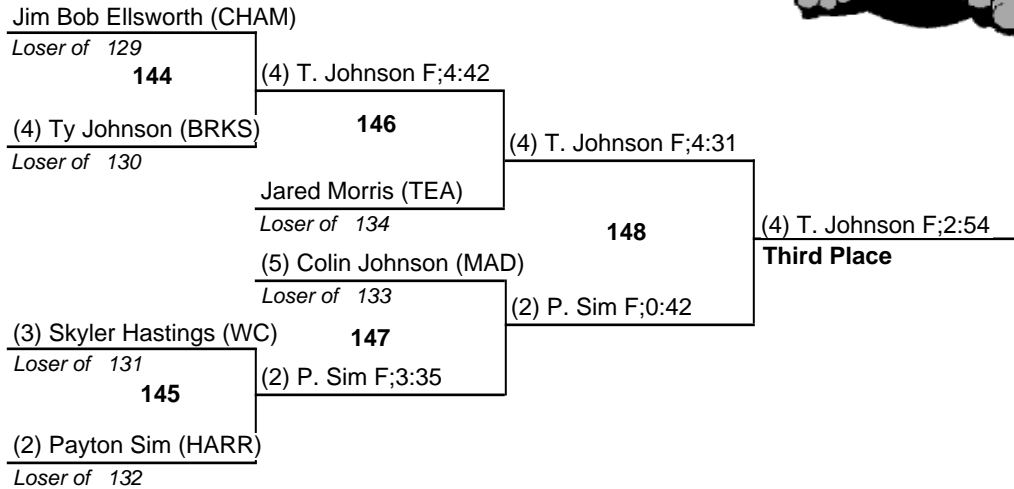 Jim Bob Ellsworth (CHAM)
Loser of 129
144
(4) T. Johnson F;4:42
(4) Ty Johnson (BRKS)
Loser of 130
146
(4) T. Johnson F;4:31
Jared Morris (TEA)
Loser of 134
148
(4) T. Johnson F;2:54
Third Place
(5) Colin Johnson (MAD)
Loser of 133
(2) P. Sim F;0:42
(3) Skyler Hastings (WC)
147
Loser of 131
(2) P. Sim F;3:35
145
(2) Payton Sim (HARR)
Loser of 132